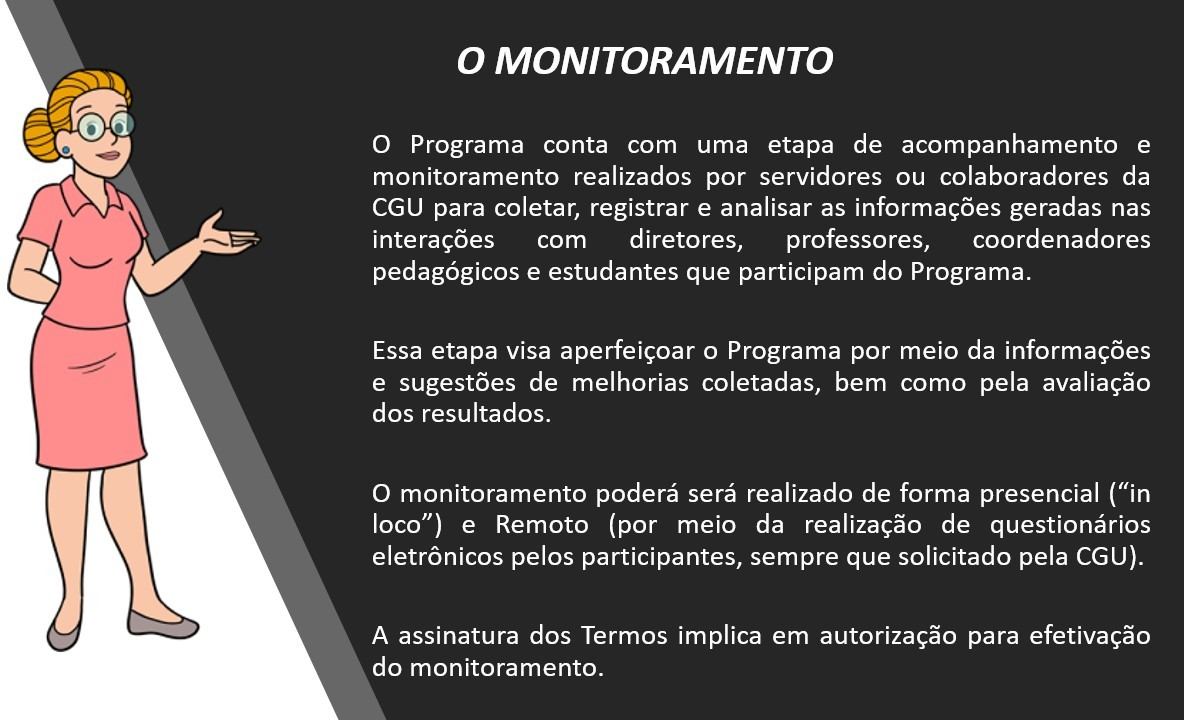 O MONITORAMENTO
O Programa conta com uma etapa de acompanhamento e
monitoramento realizados por servidores ou colaboradores da
CGU para coletar, registrar e analisar as informações geradas nas
interações com diretores, professores, coordenadores
pedagógicos e estudantes que participam do Programa.
Essa etapa visa aperfeiçoar o Programa por meio da informações
e sugestões de melhorias coletadas, bem como pela avaliação
dos resultados.
O monitoramento poderá será realizado de forma presencial (“in
loco”) e Remoto (por meio da realização de questionários
eletrônicos pelos participantes, sempre que solicitado pela CGU).
A assinatura dos Termos implica em autorização para efetivação
do monitoramento.